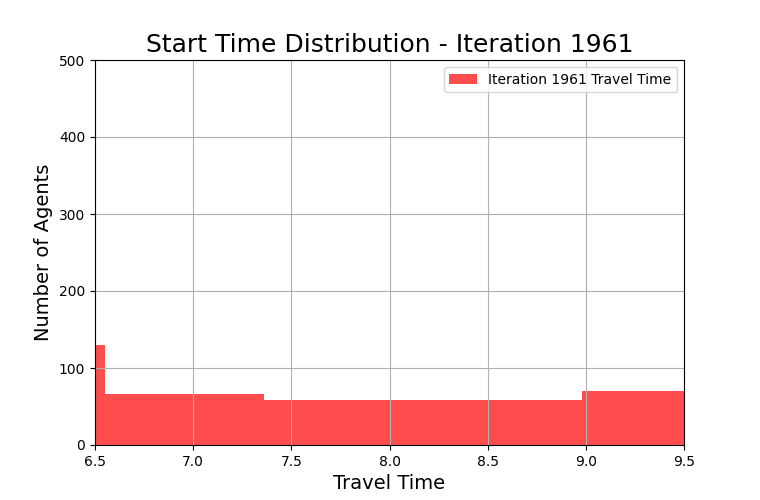 Start Time Distribution - Iteration 1961
500
Iteration 1961 Travel Time
400
300
200
100
0
Number of Agents
6.5 7.0 7.5 8.0 8.5 9.0 9.5
Travel Time